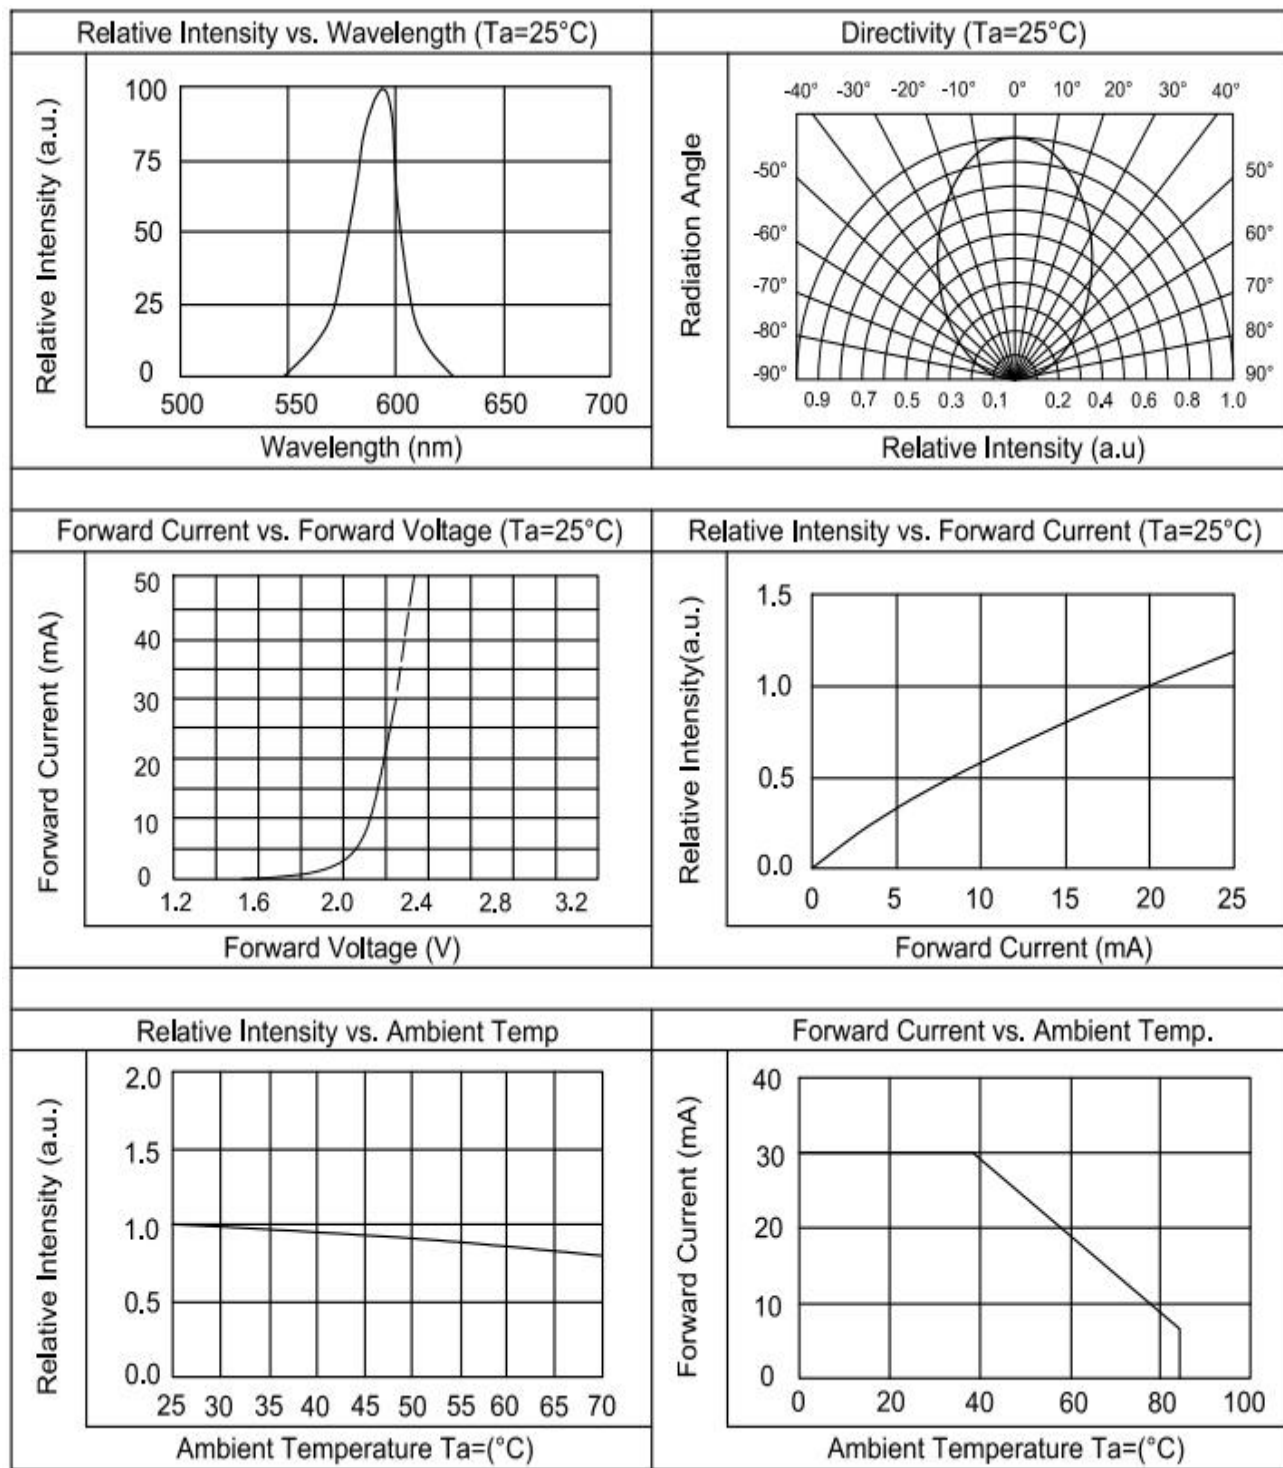 Relative Intensity vs. Wavelength (Ta=25°C)
Relative Intensity (a.u.)
100
75
50
25
0
500 550 600 650 700
Wavelength (nm)
Directivity (Ta=25°C)
Radiation Angle
-40° -30° -20° -10° 0° 10° 20° 30° 40°
-50° 50°
-60° 60°
-70° 70°
-80° 80°
-90° 90°
0.9 0.7 0.5 0.3 0.1 0.2 0.4 0.6 0.8 1.0
Relative Intensity (a.u)
Forward Current vs. Forward Voltage (Ta=25°C)
Forward Current (mA)
50
40
30
20
10
0
1.2 1.6 2.0 2.4 2.8 3.2
Forward Voltage (V)
Relative Intensity vs. Forward Current (Ta=25°C)
Relative Intensity(a.u.)
1.5
1.0
0.5
0.0
0 5 10 15 20 25
Forward Current (mA)
Relative Intensity vs. Ambient Temp
Relative Intensity (a.u.)
2.0
1.5
1.0
0.5
0.0
25 30 35 40 45 50 55 60 65 70
Ambient Temperature Ta=(°C)
Forward Current vs. Ambient Temp.
Forward Current (mA)
40
30
20
10
0
0 40 60 80 100
Ambient Temperature Ta=(°C)